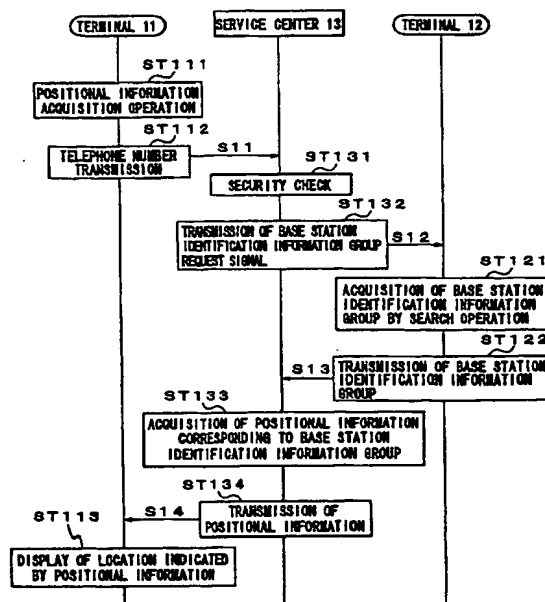 TERMINAL 11
SERVICE CENTER 13
TERMINAL 12
ST111
POSITIONAL INFORMATION
ACQUISITION OPERATION
ST112
TELEPHONE NUMBER
TRANSMISSION
S11
ST131
SECURITY CHECK
ST132
TRANSMISSION OF BASE STATION
IDENTIFICATION INFORMATION GROUP
REQUEST SIGNAL
S12
ST121
ACQUISITION OF BASE STATION
IDENTIFICATION INFORMATION
GROUP BY SEARCH OPERATION
ST122
TRANSMISSION OF BASE STATION
IDENTIFICATION INFORMATION
GROUP
S13
ST133
ACQUISITION OF POSITIONAL INFORMATION
CORRESPONDING TO BASE STATION
IDENTIFICATION INFORMATION GROUP
ST134
TRANSMISSION OF
POSITIONAL INFORMATION
S14
ST113
DISPLAY OF LOCATION INDICATED
BY POSITIONAL INFORMATION